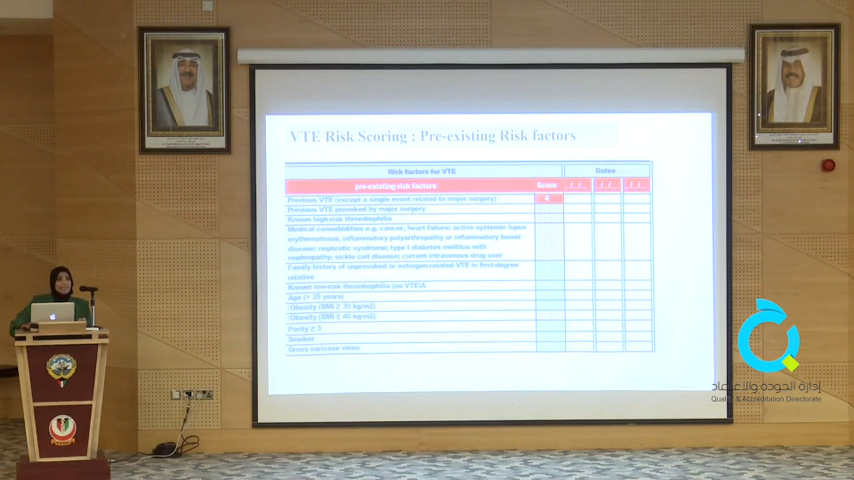 VTE Risk Scoring : Pre-existing Risk factors
Risk factors for VTE Dates
pre-existing risk factors Score ../../.. ../../.. ../../..
Previous VTE (except a single event related to major surgery) 4
Previous VTE provoked by major surgery
Known high-risk thrombophilia
Medical comorbidities e.g. cancer, heart failure; active systemic lupus
erythematosus, inflammatory polyarthropathy or inflammatory bowel
disease; nephrotic syndrome; type I diabetes mellitus with
nephropathy; sickle cell disease; current intravenous drug user
Family history of unprovoked or estrogen-related VTE in first-degree
relative
Known low-risk thrombophilia (no VTE)Â
Age (> 35 years)
Obesity (BMI ≥ 30 kg/m2)
Obesity (BMI ≥ 40 kg/m2)
Parity ≥ 3
Smoker
Gross varicose veins
إدارة الجودة والاعتماد
Quality & Accreditation Directorate